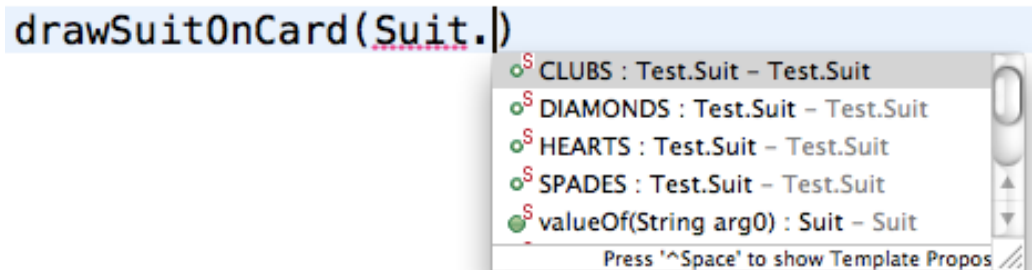 drawSuitOnCard(Suit.)
S CLUBS : Test.Suit – Test.Suit
S DIAMONDS : Test.Suit – Test.Suit
S HEARTS : Test.Suit – Test.Suit
S SPADES : Test.Suit – Test.Suit
S valueOf(String arg0) : Suit – Suit
Press '^Space' to show Template Propos